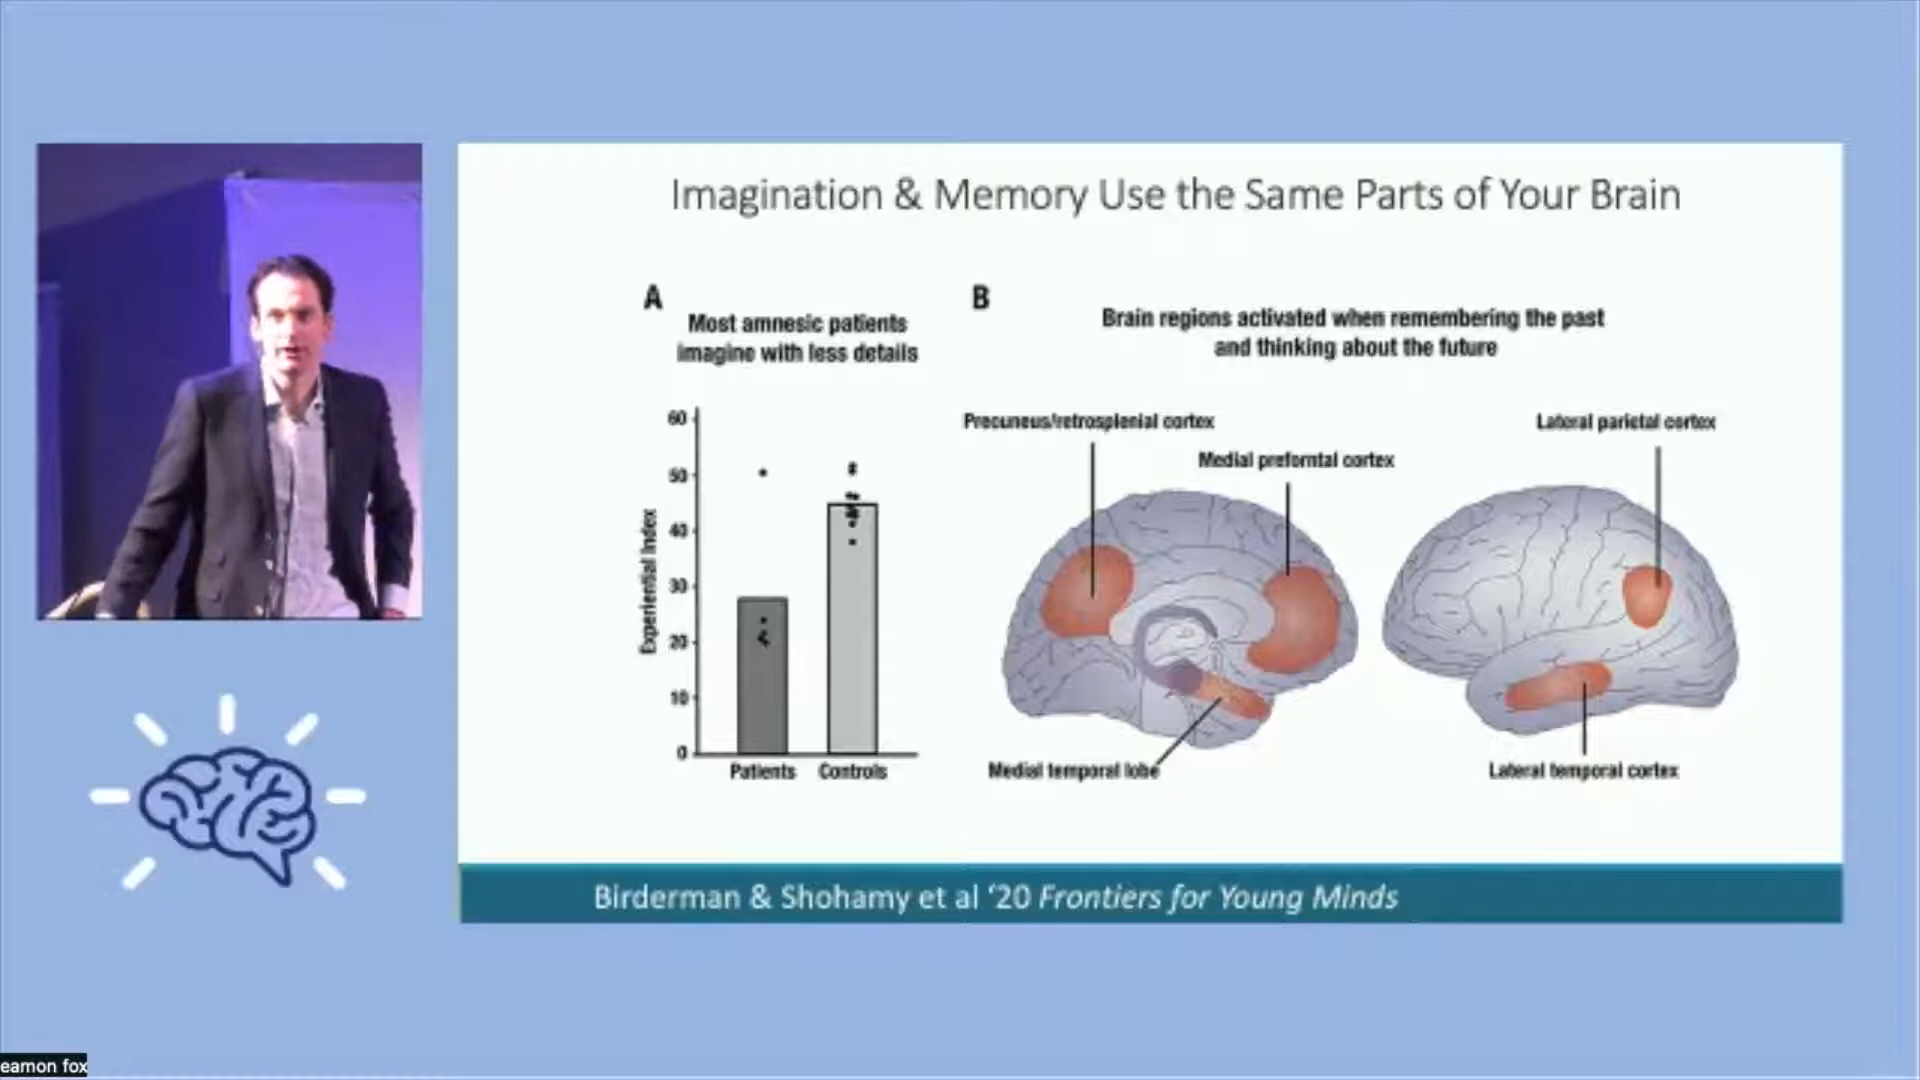 Imagination & Memory Use the Same Parts of Your Brain
A
Most amnesic patients
imagine with less details
60
50
40
30
20
10
0
Experiential Index
Patients
Controls
B
Brain regions activated when remembering the past
and thinking about the future
Precuneus/retrosplenial cortex
Medial preforntal cortex
Lateral parietal cortex
Medial temporal lobe
Lateral temporal cortex
Birderman & Shohamy et al ‘20 Frontiers for Young Minds
eamon fox